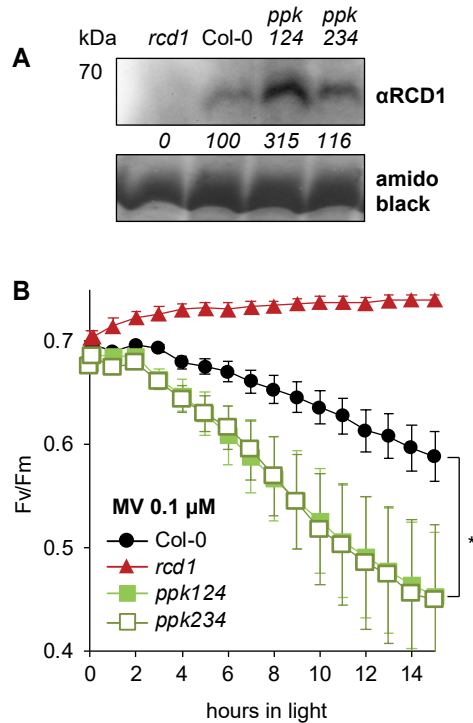 A
kDa
rcd1 Col-0 ppk 124 ppk 234
70
αRCD1
0 100 315 116
amido
black
B
Fv/Fm
0.7
0.6
0.5
0.4
MV 0.1 µM
Col-0
rcd1
ppk124
ppk234
*
0 2 4 6 8 10 12 14
hours in light